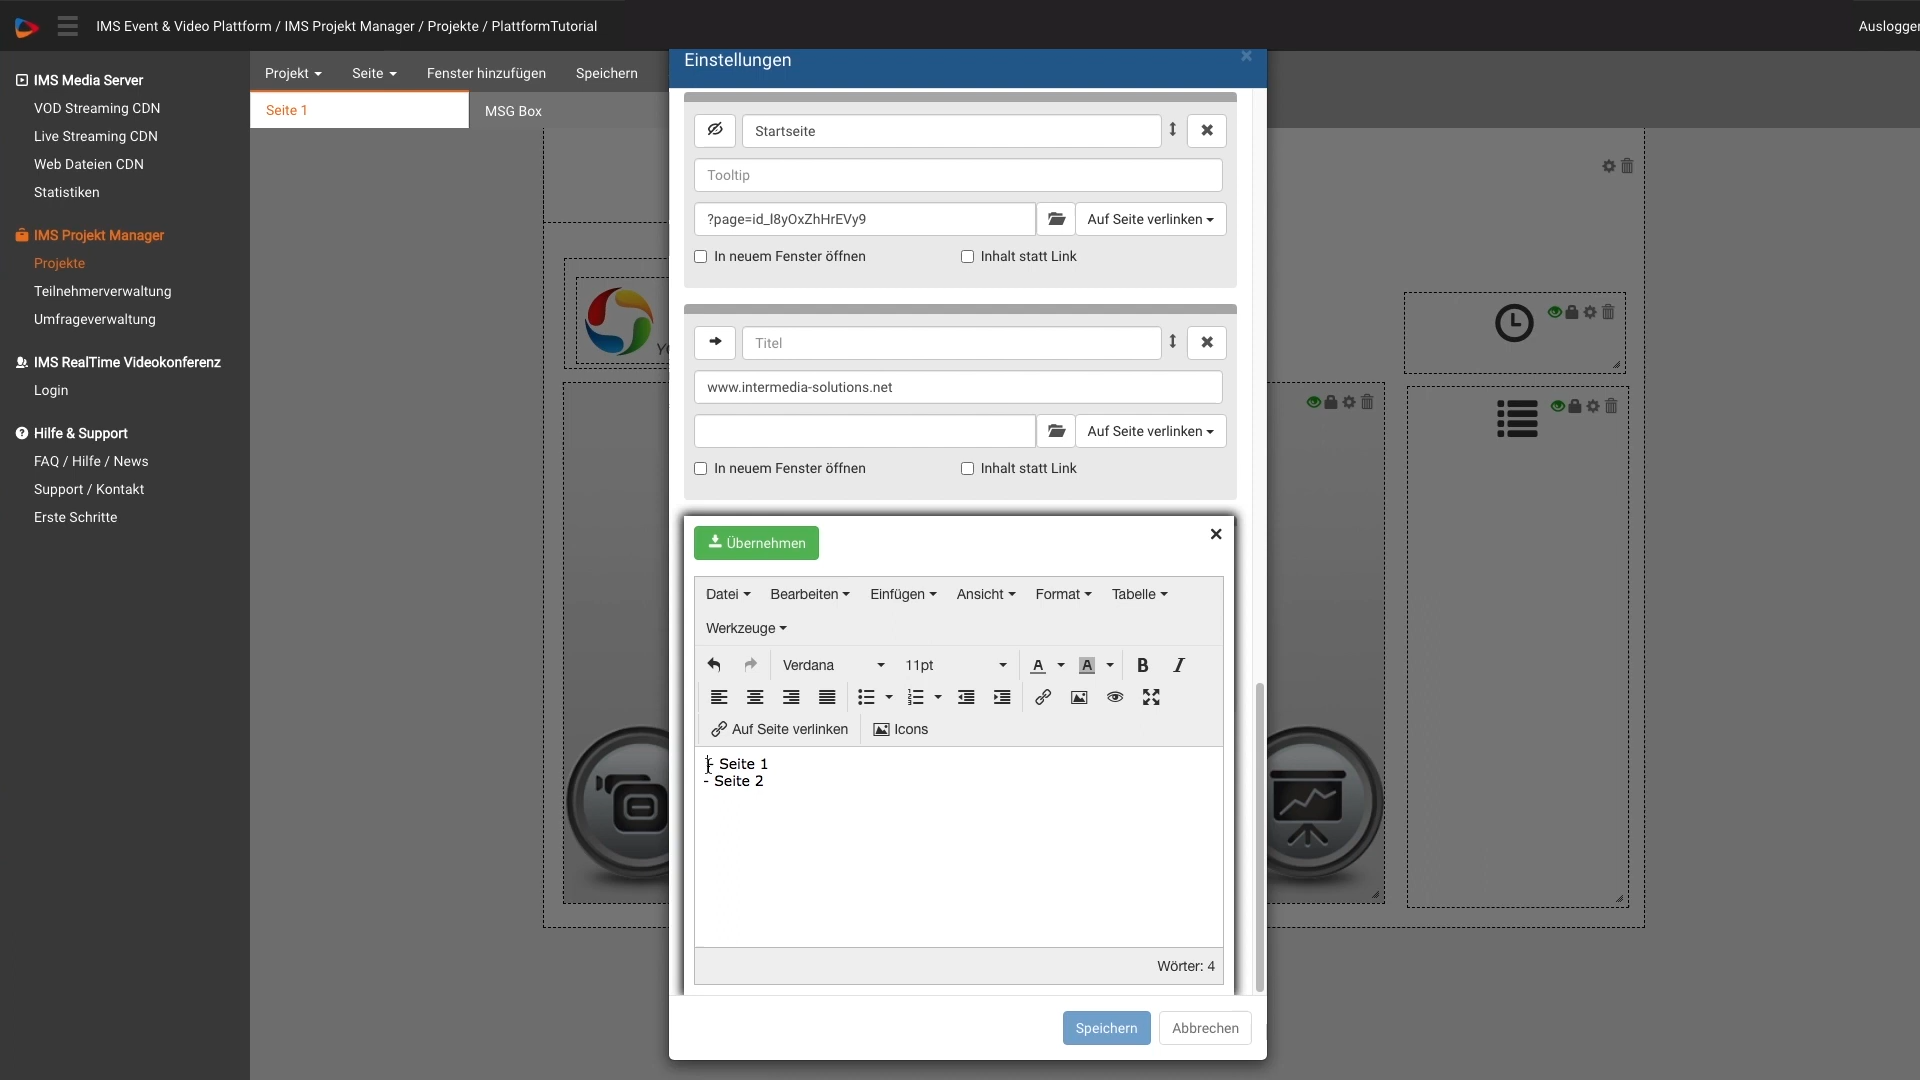 IMS Event & Video Plattform / IMS Projekt Manager / Projekte / PlattformTutorial
Auslogger
IMS Media Server
VOD Streaming CDN
Live Streaming CDN
Web Dateien CDN
Statistiken
IMS Projekt Manager
Projekte
Teilnehmerverwaltung
Umfrageverwaltung
IMS RealTime Videokonferenz
Login
Hilfe & Support
FAQ / Hilfe / News
Support / Kontakt
Erste Schritte
Projekt
Seite
Fenster hinzufügen
Speichern
Seite 1
MSG Box
Einstellungen
Startseite
Tooltip
?page=id_I8yOxZhHrEVy9
Auf Seite verlinken
In neuem Fenster öffnen
Inhalt statt Link
Titel
www.intermedia-solutions.net
Auf Seite verlinken
In neuem Fenster öffnen
Inhalt statt Link
Übernehmen
Datei
Bearbeiten
Einfügen
Ansicht
Format
Tabelle
Werkzeuge
Verdana
11pt
Auf Seite verlinken
Icons
- Seite 1
- Seite 2
Wörter: 4
Speichern
Abbrechen